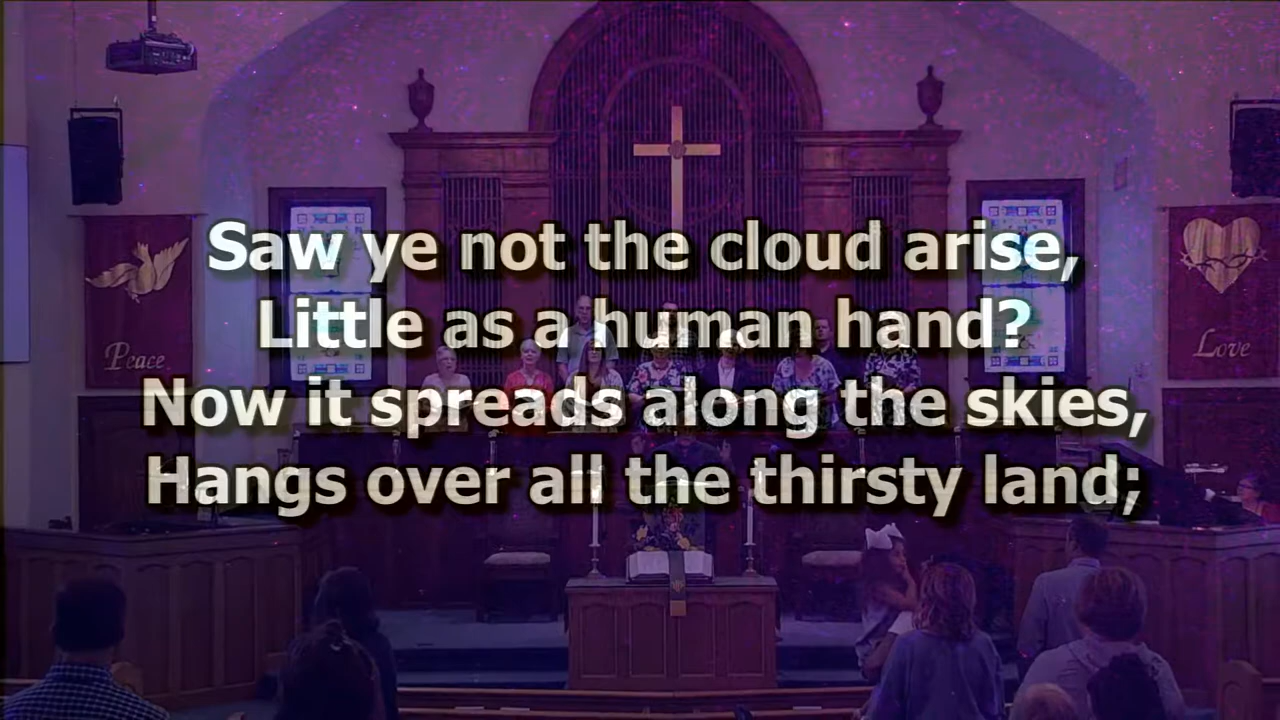 Saw ye not the cloud arise,
Little as a human hand?
Now it spreads along the skies,
Hangs over all the thirsty land;
Peace
Love